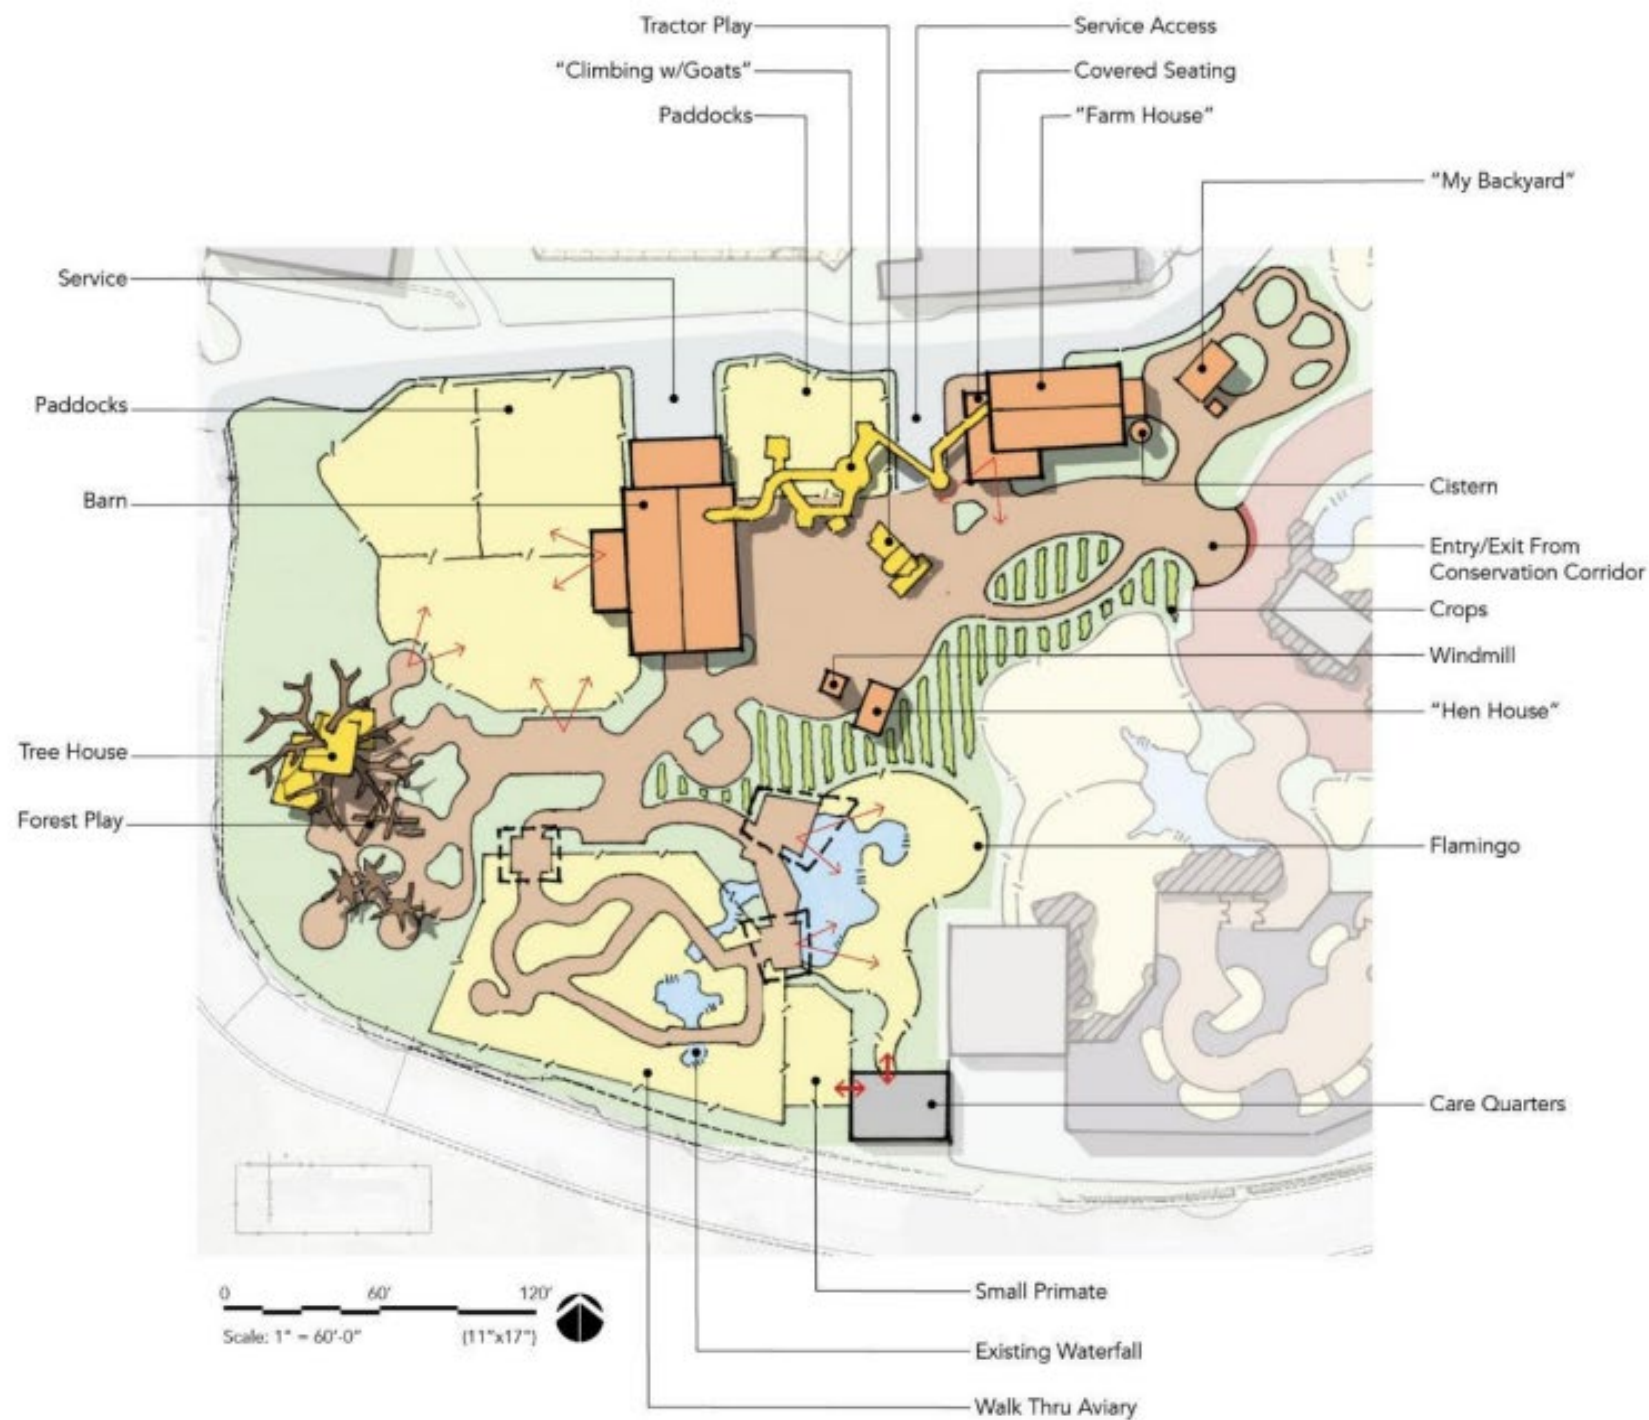 Tractor Play
Service Access
"Climbing w/Goats"
Covered Seating
Paddocks
"Farm House"
"My Backyard"
Service
Paddocks
Barn
Cistern
Entry/Exit From
Conservation Corridor
Crops
Windmill
"Hen House"
Tree House
Forest Play
Flamingo
Care Quarters
Small Primate
0 60' 120'
Scale: 1" = 60'-0" (11"x17")
Existing Waterfall
Walk Thru Aviary